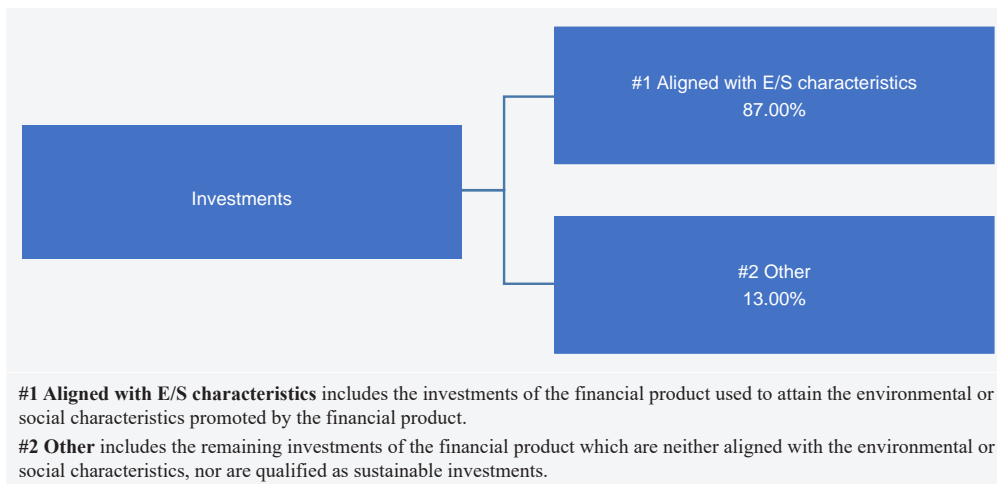 #1 Aligned with E/S characteristics
87.00%
Investments
#2 Other
13.00%
#1 Aligned with E/S characteristics includes the investments of the financial product used to attain the environmental or
social characteristics promoted by the financial product.
#2 Other includes the remaining investments of the financial product which are neither aligned with the environmental or
social characteristics, nor are qualified as sustainable investments.